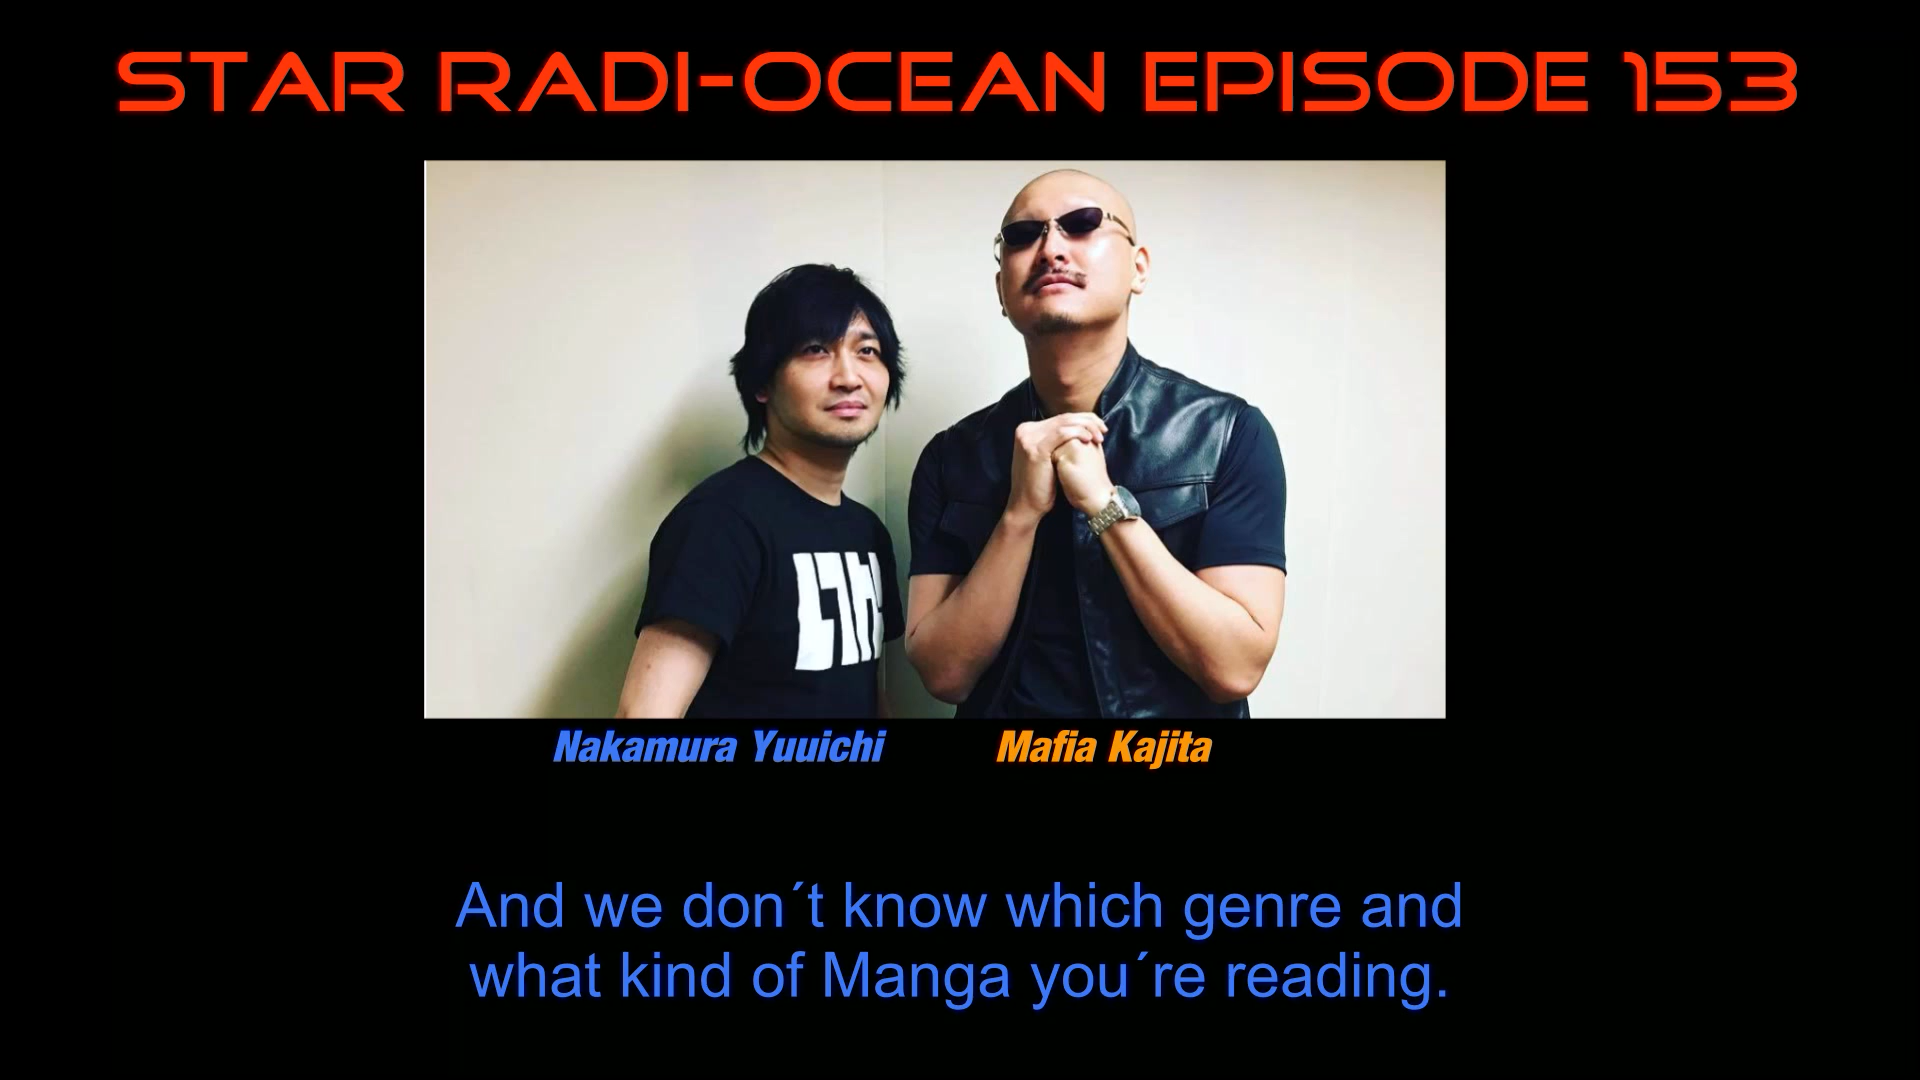 STAR RADI-OCEAN EPISODE 153
Nakamura Yuuichi
Mafia Kajita
And we don´t know which genre and
what kind of Manga you´re reading.